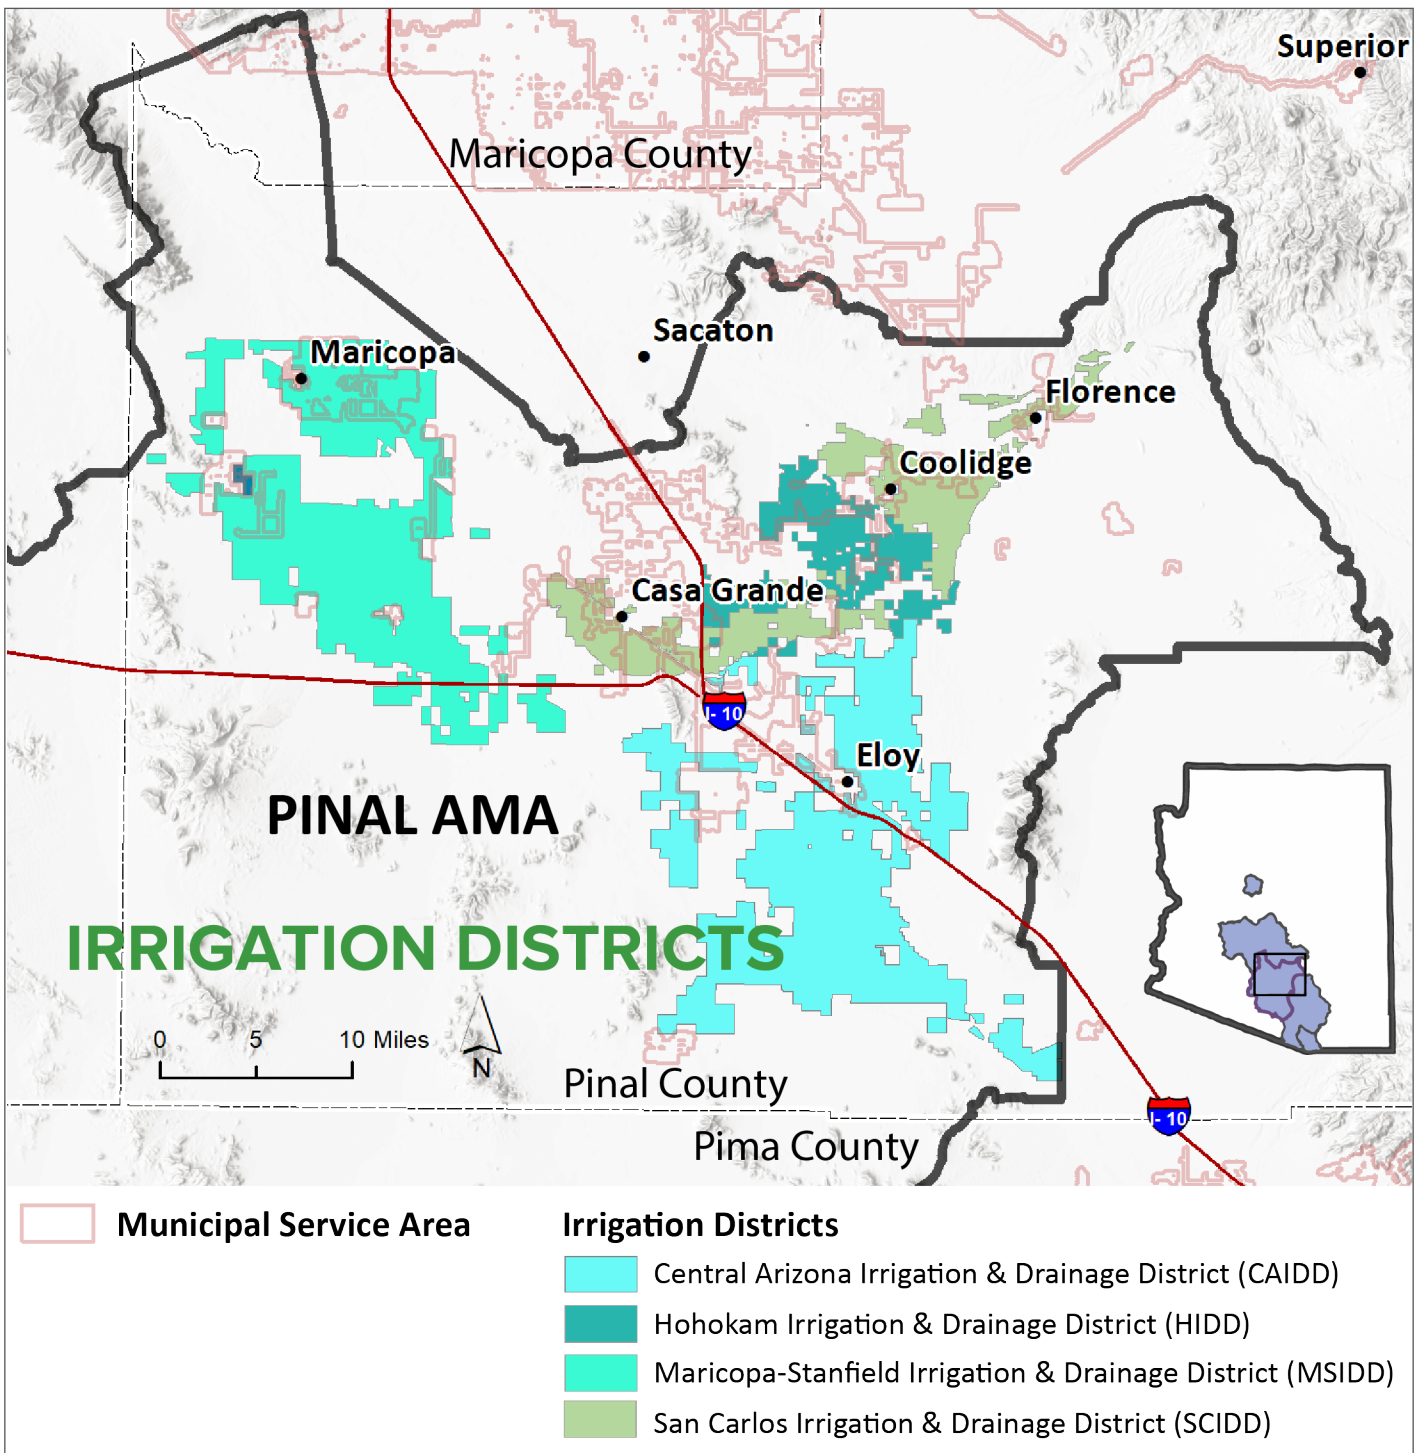 Superior
Maricopa County
Sacaton
Maricopa
Florence
Coolidge
Casa Grande
I- 10
Eloy
PINAL AMA
IRRIGATION DISTRICTS
0 5 10 Miles
N
Pinal County
I- 10
Pima County
Municipal Service Area
Irrigation Districts
Central Arizona Irrigation & Drainage District (CAIDD)
Hohokam Irrigation & Drainage District (HIDD)
Maricopa-Stanfield Irrigation & Drainage District (MSIDD)
San Carlos Irrigation & Drainage District (SCIDD)